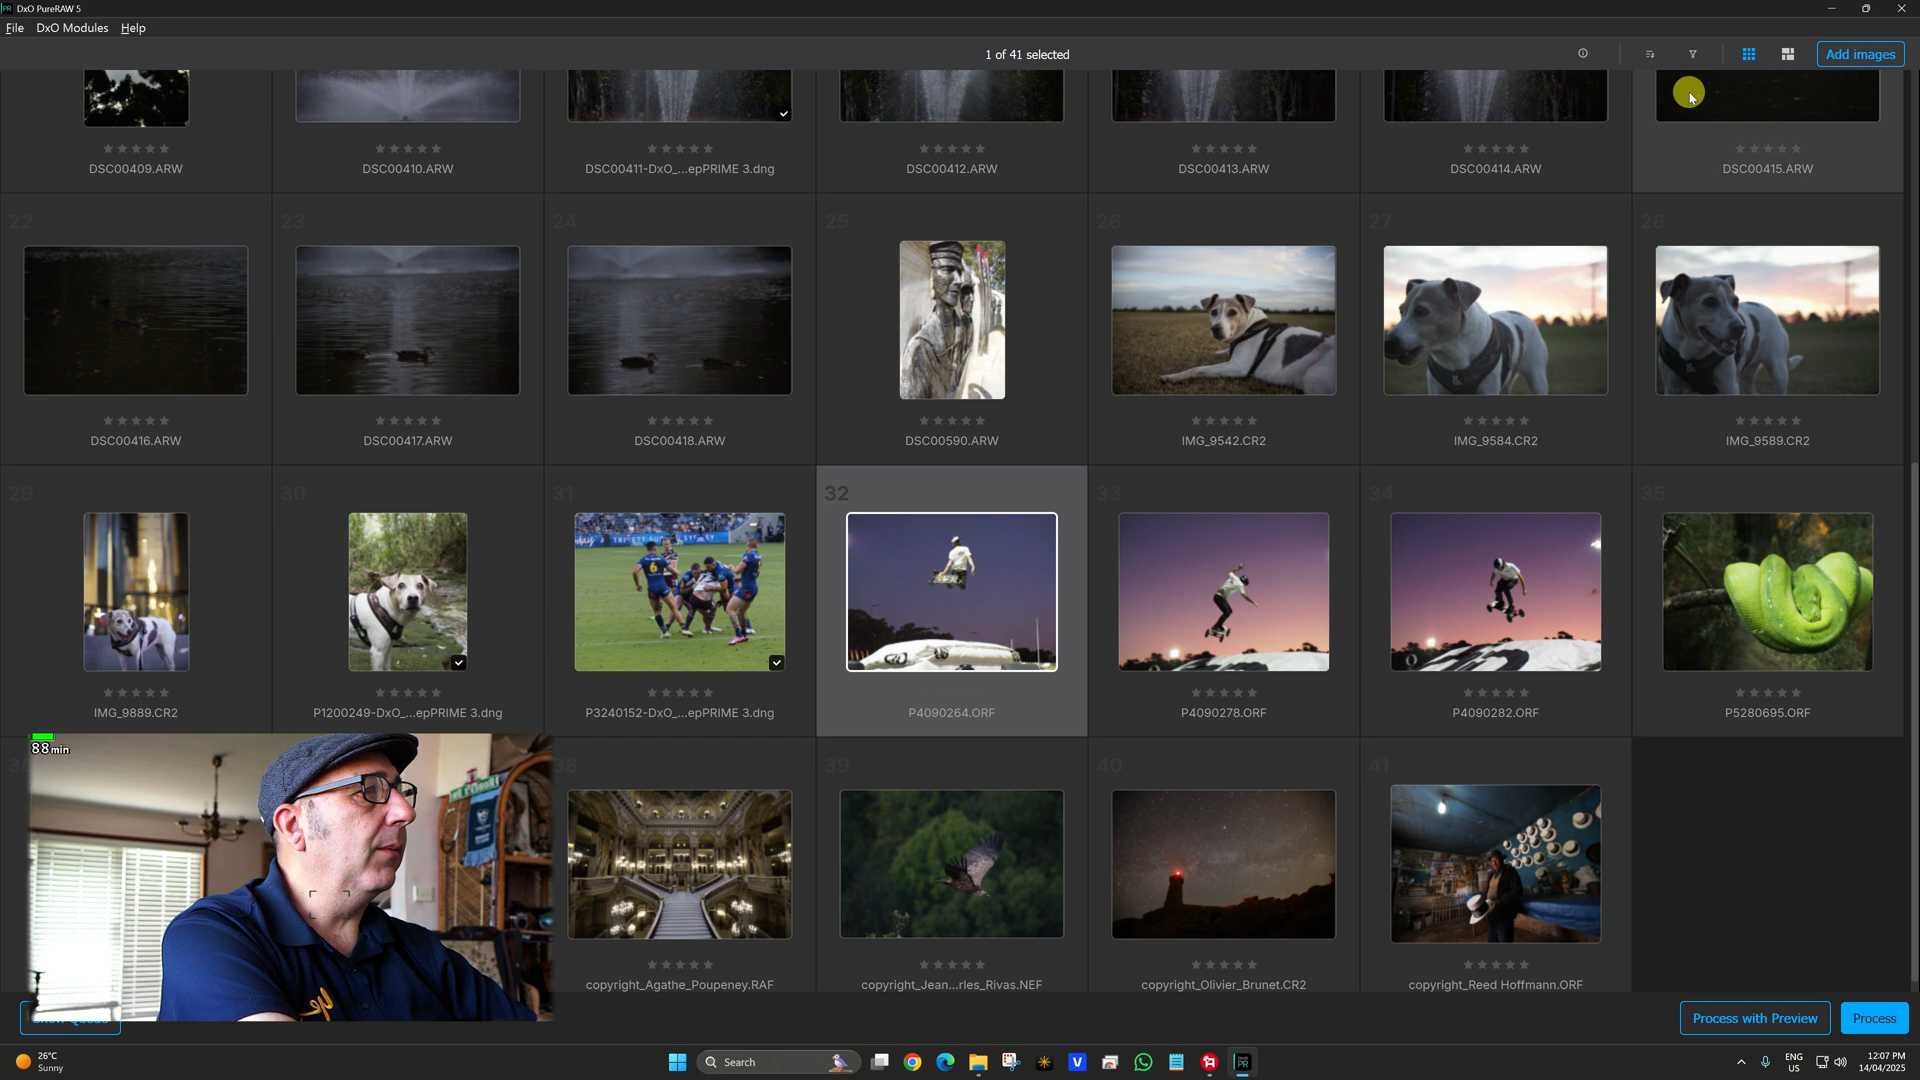 DxO PureRAW 5
File DxO Modules Help
1 of 41 selected
Add images
DSC00409.ARW
DSC00410.ARW
DSC00411-DxO_...epPRIME 3.dng
DSC00412.ARW
DSC00413.ARW
DSC00414.ARW
DSC00415.ARW
22
23
24
25
26
27
28
DSC00416.ARW
DSC00417.ARW
DSC00418.ARW
DSC00590.ARW
IMG_9542.CR2
IMG_9584.CR2
IMG_9589.CR2
29
30
31
32
33
34
35
IMG_9889.CR2
P1200249-DxO_...epPRIME 3.dng
P3240152-DxO_...epPRIME 3.dng
P4090264.ORF
P4090278.ORF
P4090282.ORF
P5280695.ORF
88min
38
39
40
41
copyright_Agathe_Poupeney.RAF
copyright_Jean...rles_Rivas.NEF
copyright_Olivier_Brunet.CR2
copyright_Reed Hoffmann.ORF
Process with Preview
Process
26°C
Sunny
Search
ENG
US
12:07 PM
14/04/2025